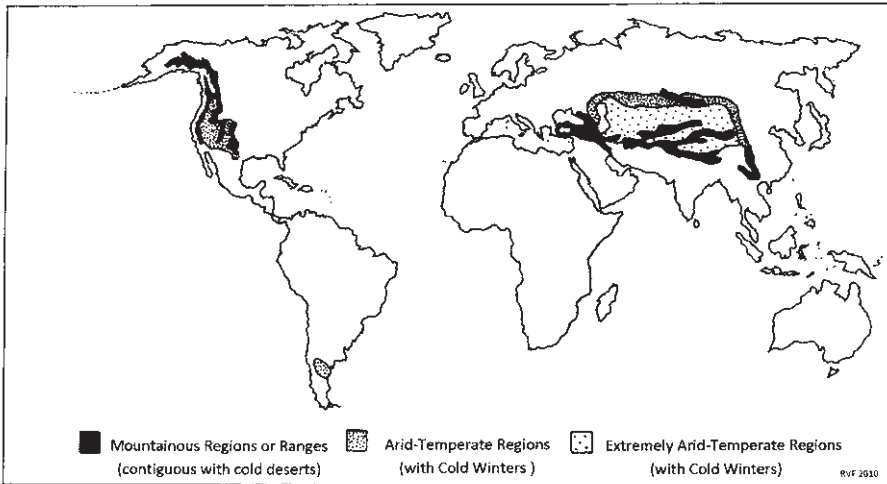 Mountainous Regions or Ranges
(contiguous with cold deserts)
Arid-Temperate Regions
(with Cold Winters )
Extremely Arid-Temperate Regions
(with Cold Winters)
RVF 2010